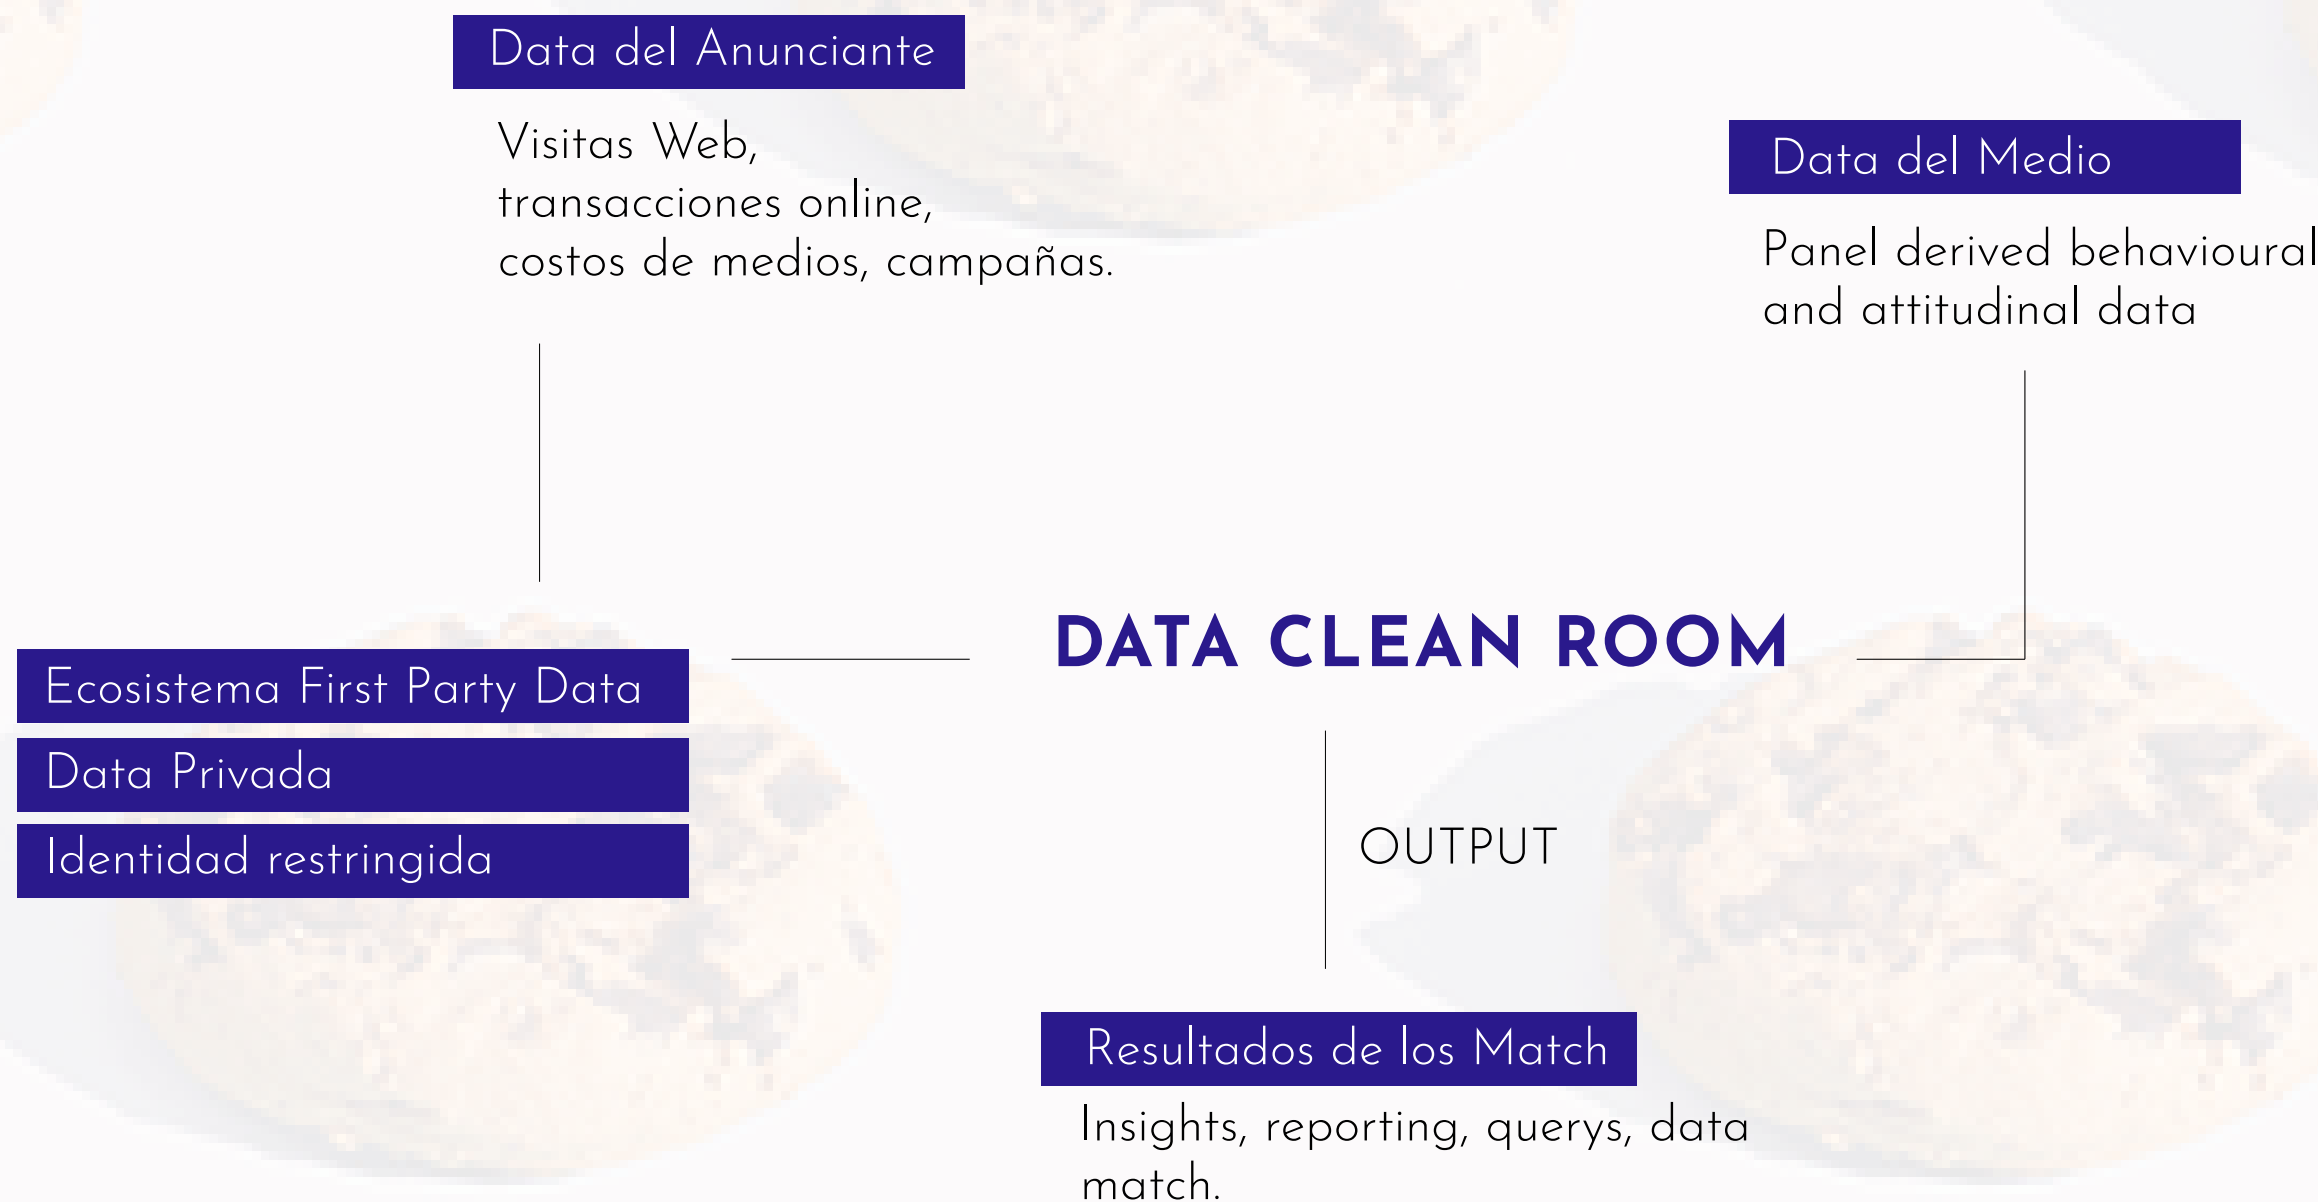 Data del Anunciante
Visitas Web,
transacciones online,
costos de medios, campañas.
Data del Medio
Panel derived behavioural
and attitudinal data
DATA CLEAN ROOM
Ecosistema First Party Data
Data Privada
Identidad restringida
OUTPUT
Resultados de los Match
Insights, reporting, querys, data
match.